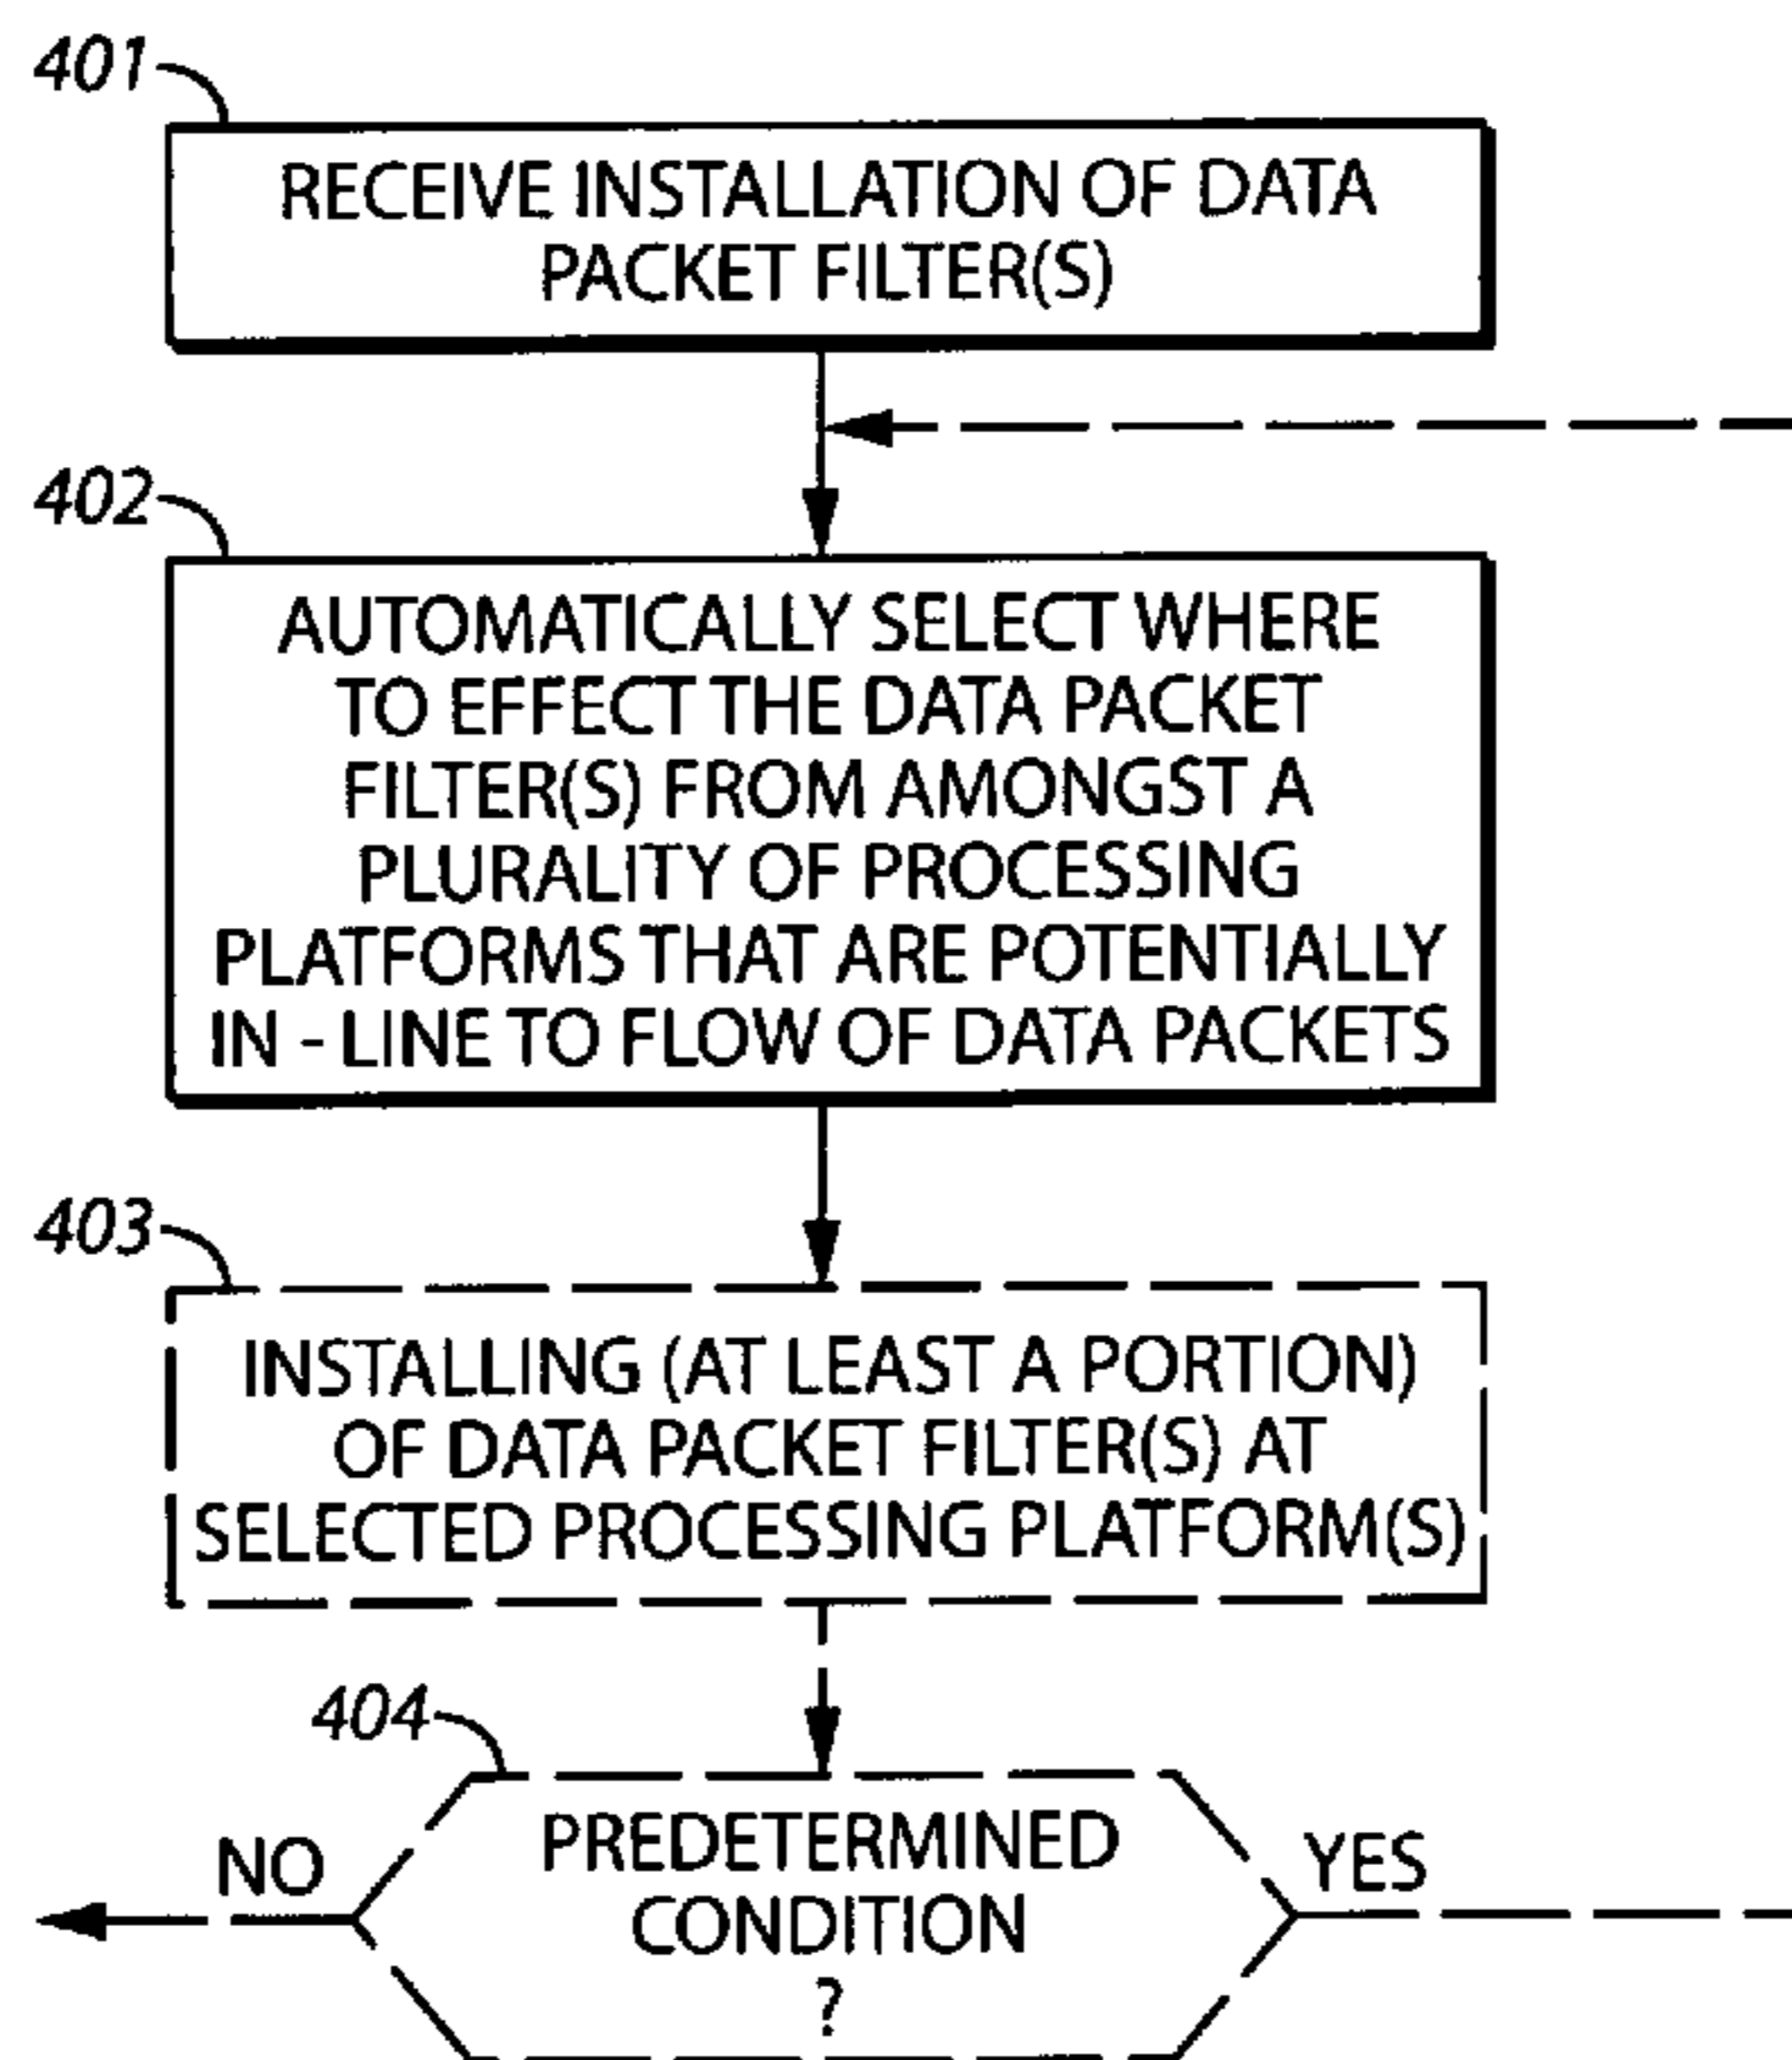 401
RECEIVE INSTALLATION OF DATA
PACKET FILTER(S)
402
AUTOMATICALLY SELECT WHERE
TO EFFECT THE DATA PACKET
FILTER(S) FROM AMONGST A
PLURALITY OF PROCESSING
PLATFORMS THAT ARE POTENTIALLY
IN - LINE TO FLOW OF DATA PACKETS
403
INSTALLING (AT LEAST A PORTION)
OF DATA PACKET FILTER(S) AT
SELECTED PROCESSING PLATFORM(S)
404
NO
PREDETERMINED
CONDITION
?
YES